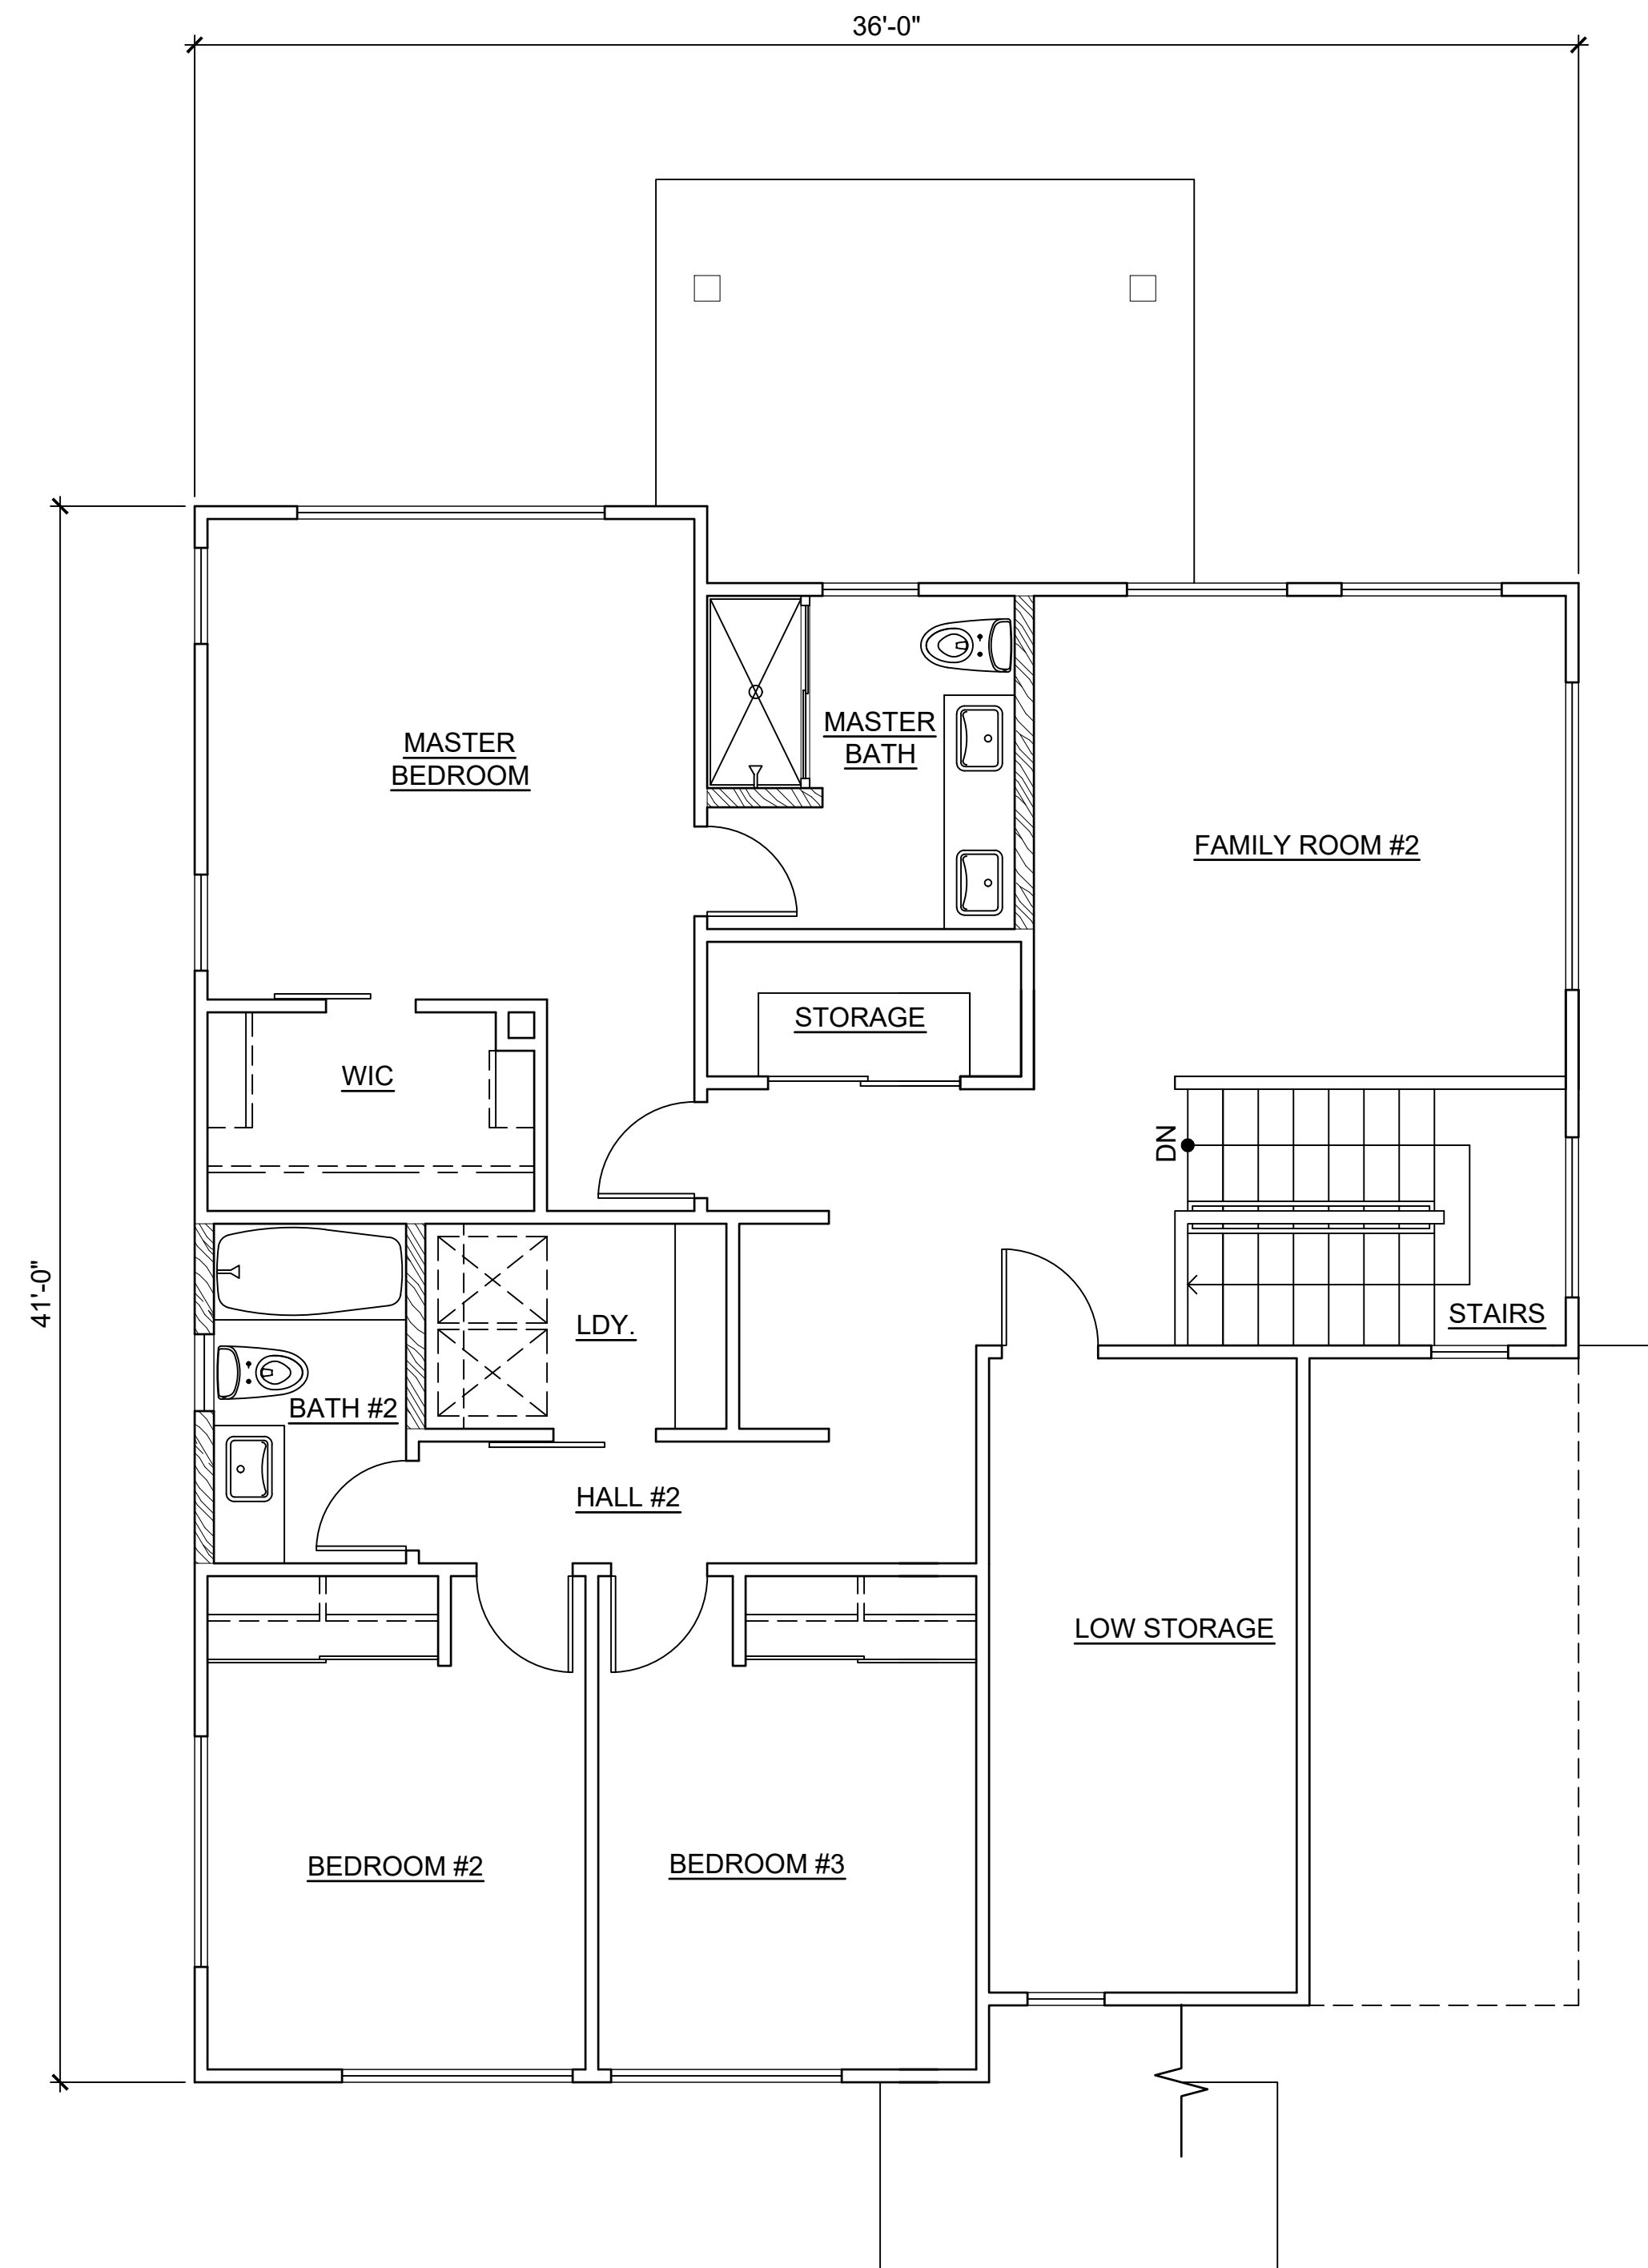 36'-0"
MASTER
BEDROOM
MASTER
BATH
FAMILY ROOM #2
STORAGE
WIC
DN
41'-0"
LDY.
STAIRS
BATH #2
HALL #2
LOW STORAGE
BEDROOM #2
BEDROOM #3